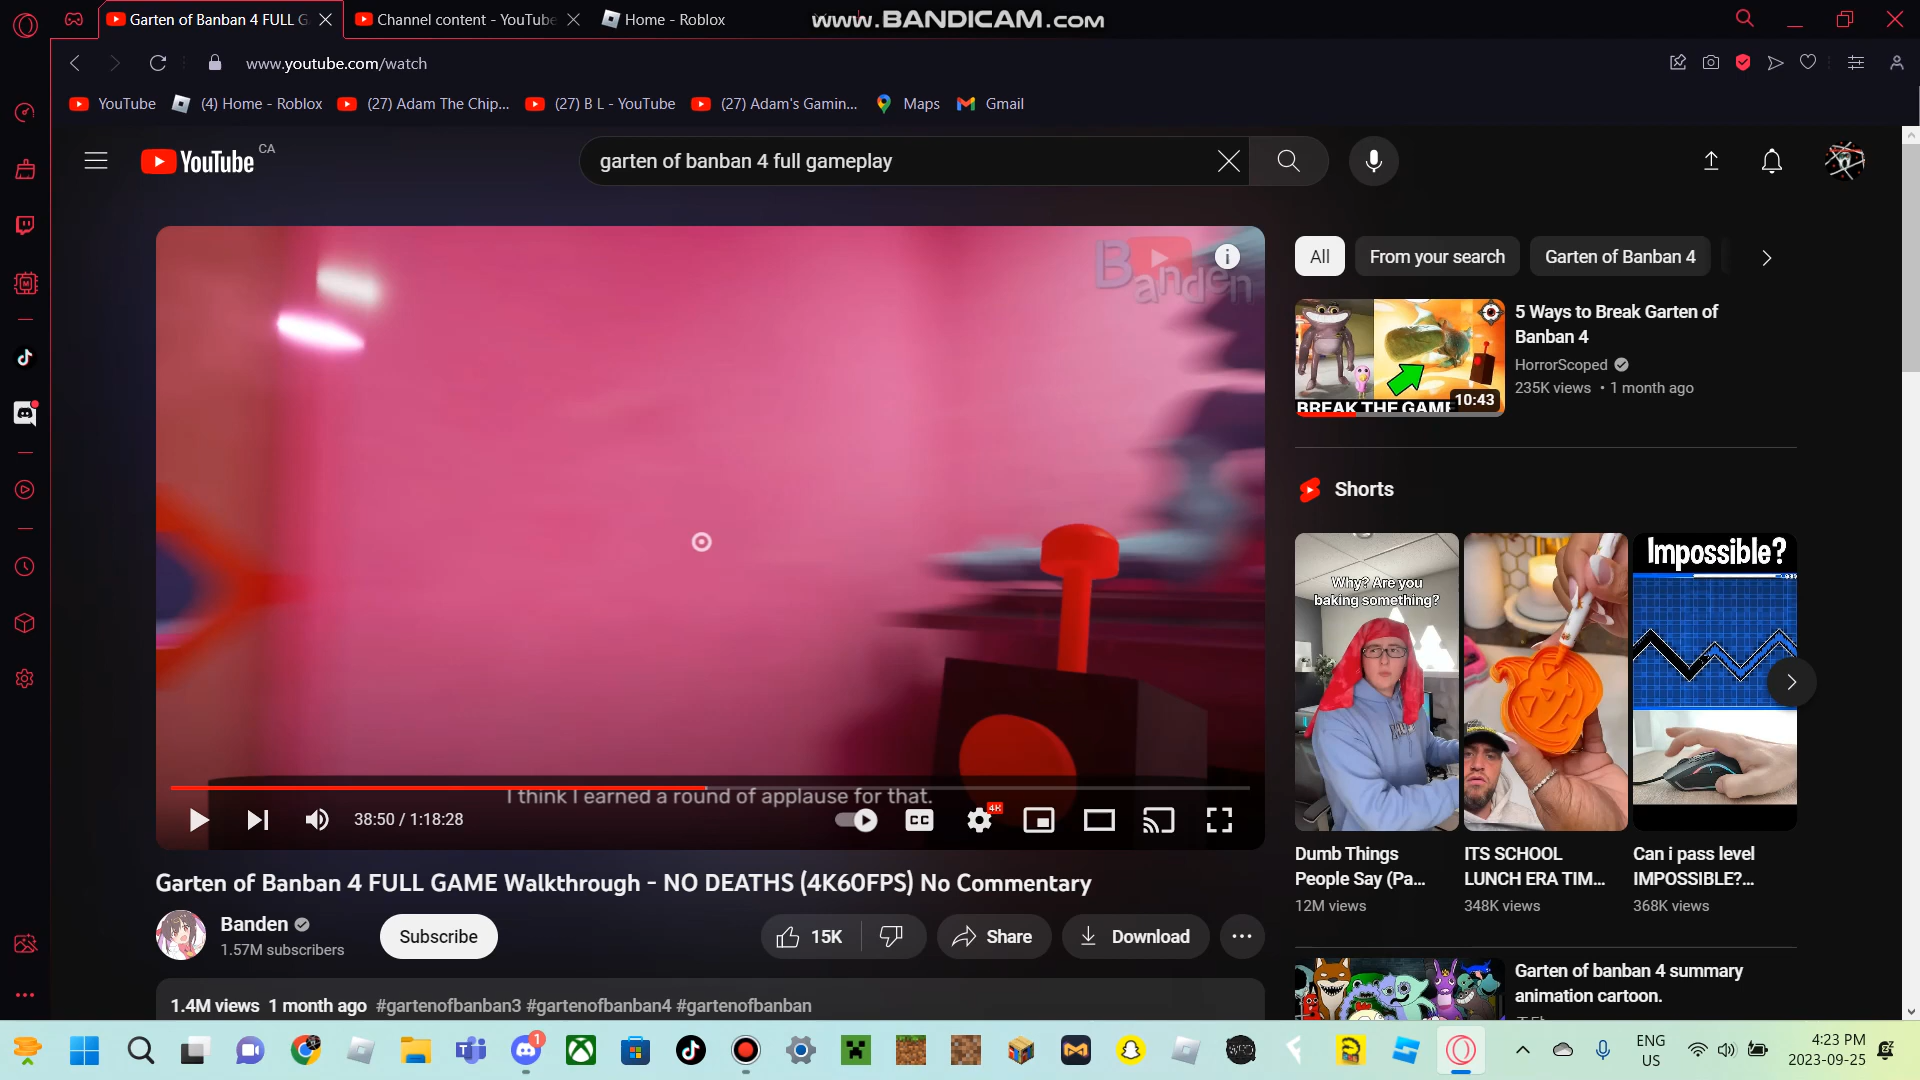 Garten of Banban 4 FULL G
Channel content - YouTube
Home - Roblox
www.BANDICAM.com
www.youtube.com/watch
YouTube
(4) Home - Roblox
(27) Adam The Chip...
(27) B L - YouTube
(27) Adam's Gamin...
Maps
Gmail
YouTube CA
garten of banban 4 full gameplay
Banden
All
From your search
Garten of Banban 4
5 Ways to Break Garten of
Banban 4
HorrorScoped
235K views • 1 month ago
BREAK THE GAME
10:43
Shorts
Why? Are you
baking something?
Impossible?
I think I earned a round of applause for that.
38:50 / 1:18:28
CC
4K
Dumb Things
People Say (Pa...
12M views
ITS SCHOOL
LUNCH ERA TIM...
348K views
Can i pass level
IMPOSSIBLE?...
368K views
Garten of Banban 4 FULL GAME Walkthrough - NO DEATHS (4K60FPS) No Commentary
Banden
1.57M subscribers
Subscribe
15K
Share
Download
1.4M views 1 month ago #gartenofbanban3 #gartenofbanban4 #gartenofbanban
Garten of banban 4 summary
animation cartoon.
1
ENG
US
4:23 PM
2023-09-25